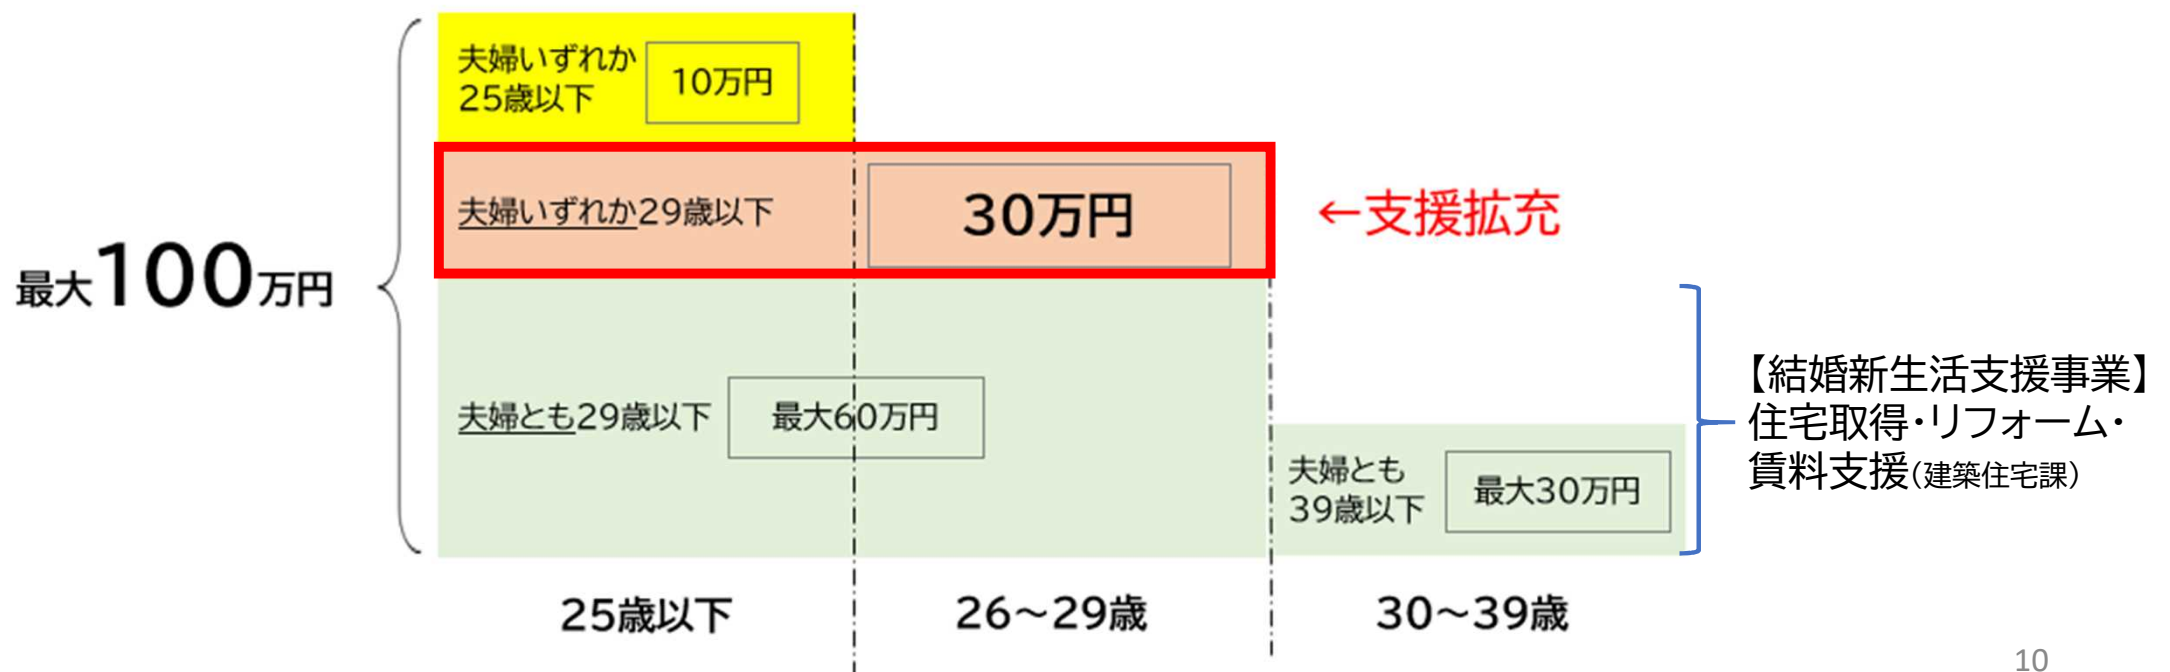 夫婦いずれか
25歳以下
10万円
夫婦いずれか29歳以下
30万円
←支援拡充
最大100万円
夫婦とも29歳以下
最大60万円
夫婦とも
39歳以下
最大30万円
【結婚新生活支援事業】
住宅取得・リフォーム・
賃料支援（建築住宅課）
25歳以下
26～29歳
30～39歳
10